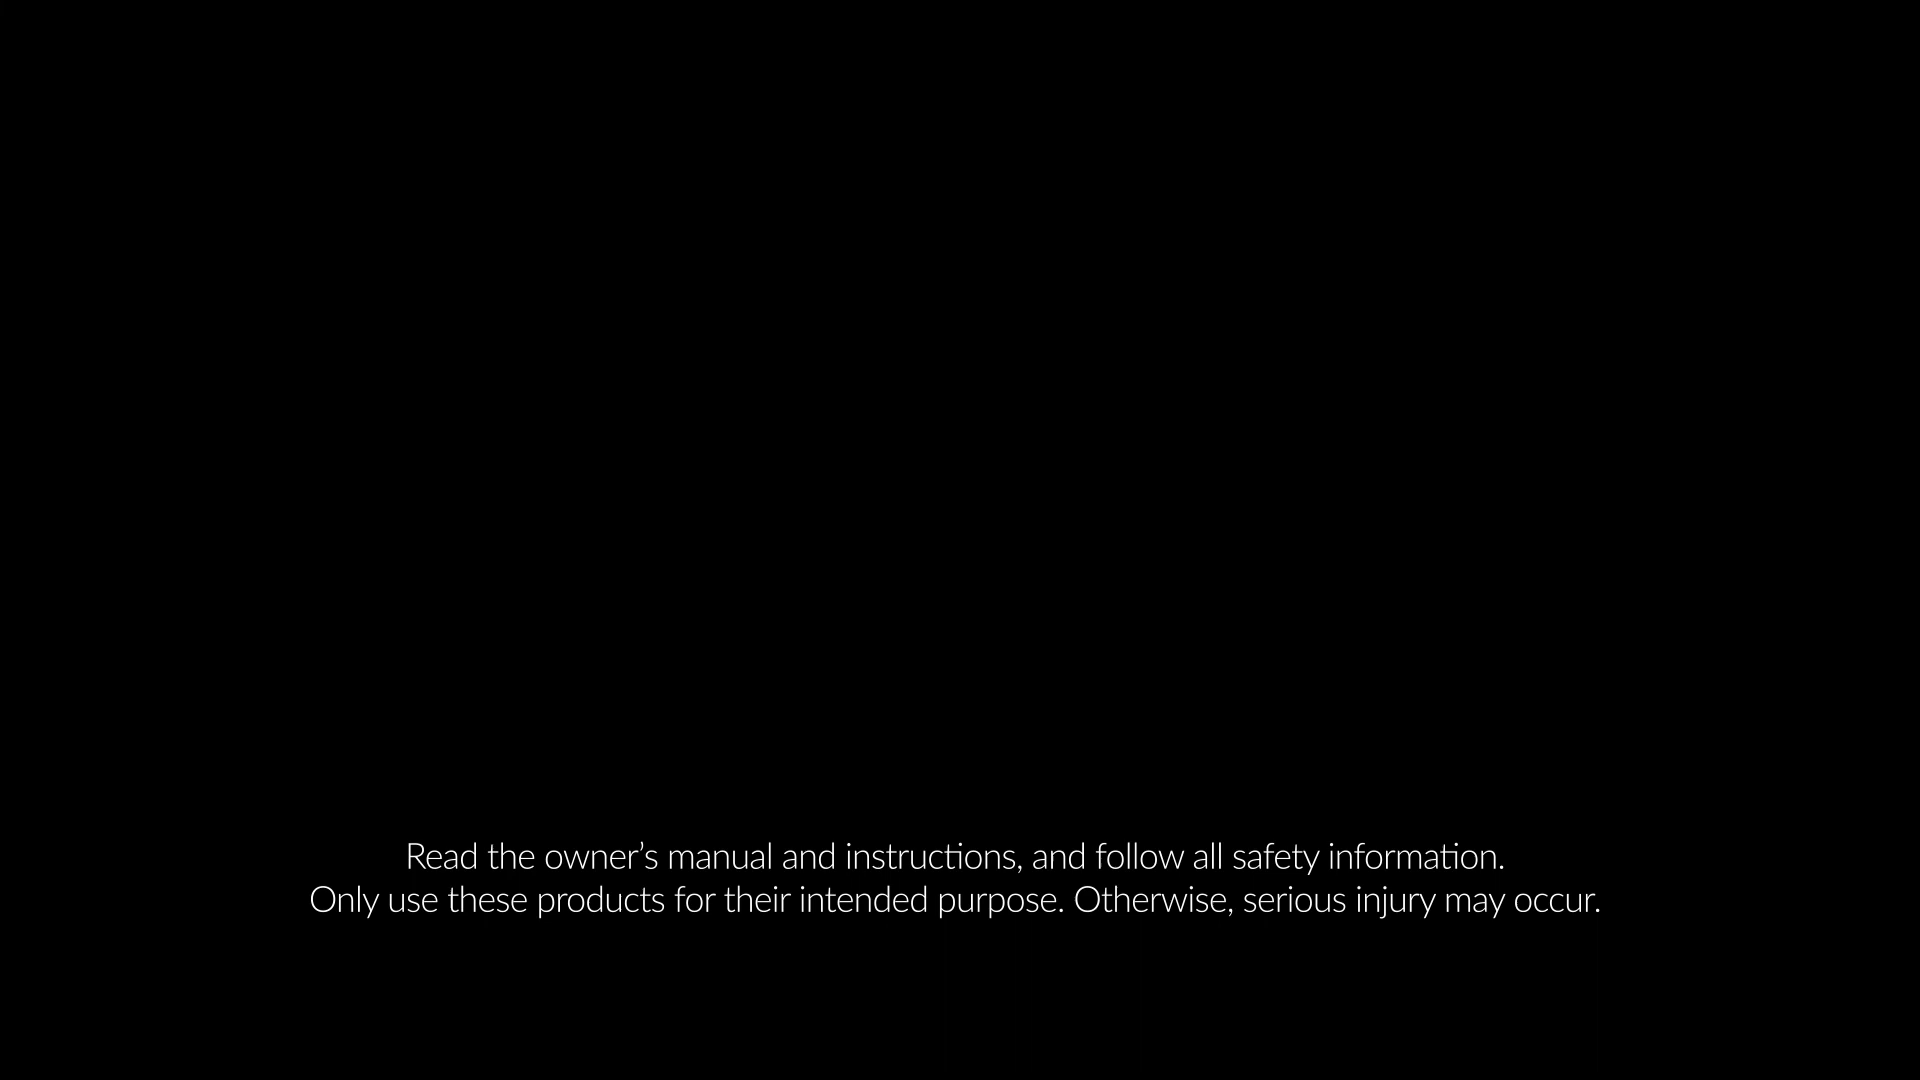 Read the owner’s manual and instructions, and follow all safety information.
Only use these products for their intended purpose. Otherwise, serious injury may occur.